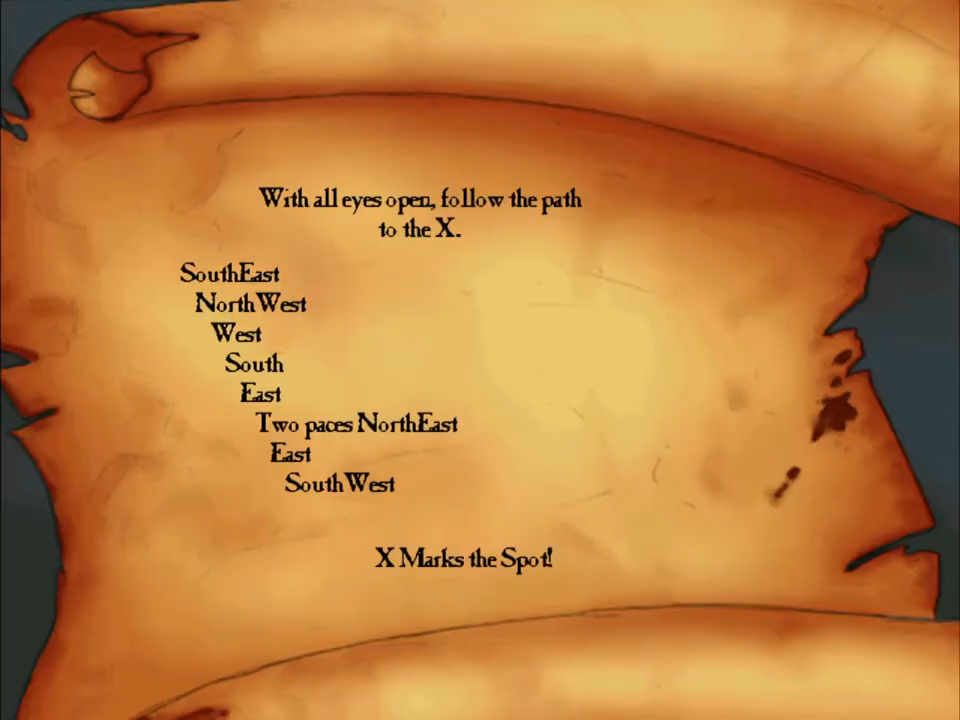 With all eyes open, follow the path
to the X.
SouthEast
NorthWest
West
South
East
Two paces NorthEast
East
SouthWest
X Marks the Spot!